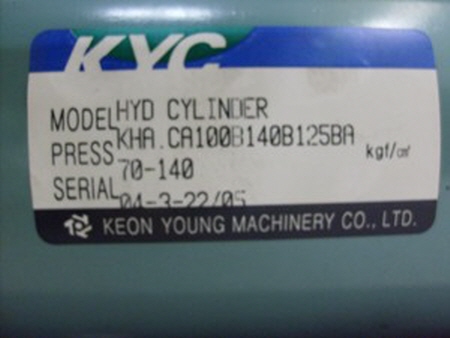 KYC
MODEL HYD CYLINDER
PRESS KHA.CA100B140B125BA kgf/㎠
SERIAL 70-140
04-3-22/05
KEON YOUNG MACHINERY CO., LTD.